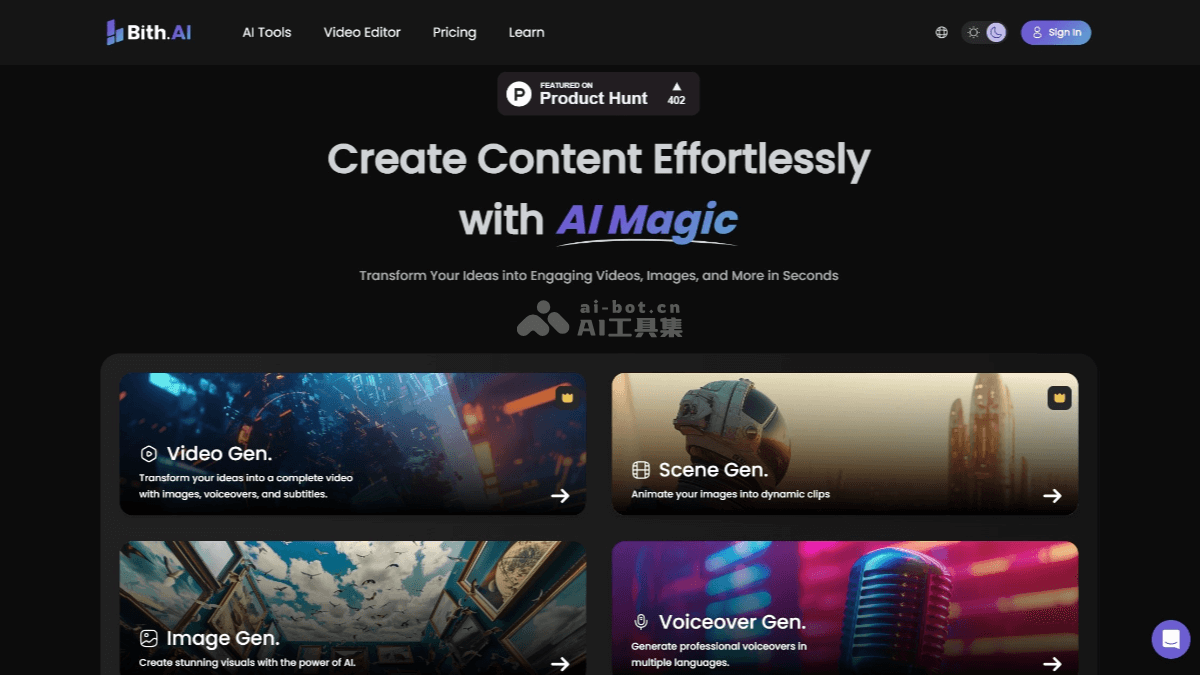 Bith.AI
AI Tools
Video Editor
Pricing
Learn
Sign In
P
FEATURED ON
Product Hunt
402
Create Content Effortlessly
with AI Magic
Transform Your Ideas into Engaging Videos, Images, and More in Seconds
ai-bot.cn
AI工具集
Video Gen.
Transform your ideas into a complete video
with images, voiceovers, and subtitles.
Scene Gen.
Animate your images into dynamic clips
Image Gen.
Create stunning visuals with the power of AI.
Voiceover Gen.
Generate professional voiceovers in
multiple languages.